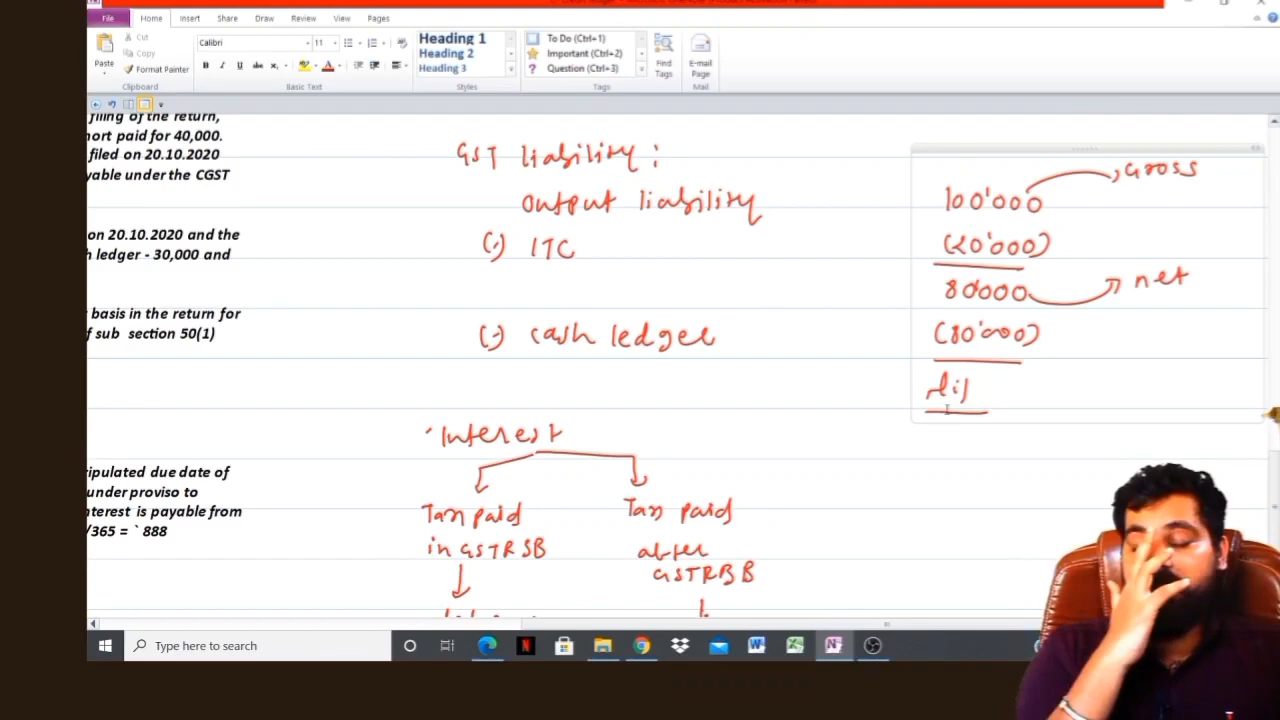 File Home Insert Share Draw Review View Pages
Cut
Copy
Paste
Format Painter
Clipboard
Calibri 11
B I U abc
Basic Text
Heading 1
Heading 2
Heading 3
Styles
To Do (Ctrl+1)
Important (Ctrl+2)
Question (Ctrl+3)
Tags
Find
Tags
E-mail
Page
Mail
filing of the return,
hort paid for 40,000.
filed on 20.10.2020
yable under the CGST
on 20.10.2020 and the
h ledger - 30,000 and
basis in the return for
f sub section 50(1)
ipulated due date of
under proviso to
nterest is payable from
/365 = ` 888
GST liability :
output liability
(-) ITC
(-) cash ledger
Interest
Tax paid
in GSTR3B
Tax paid
after
GSTR3B
100'000 Gross
(20'000)
80'000 net
(80'000)
Nil
Type here to search